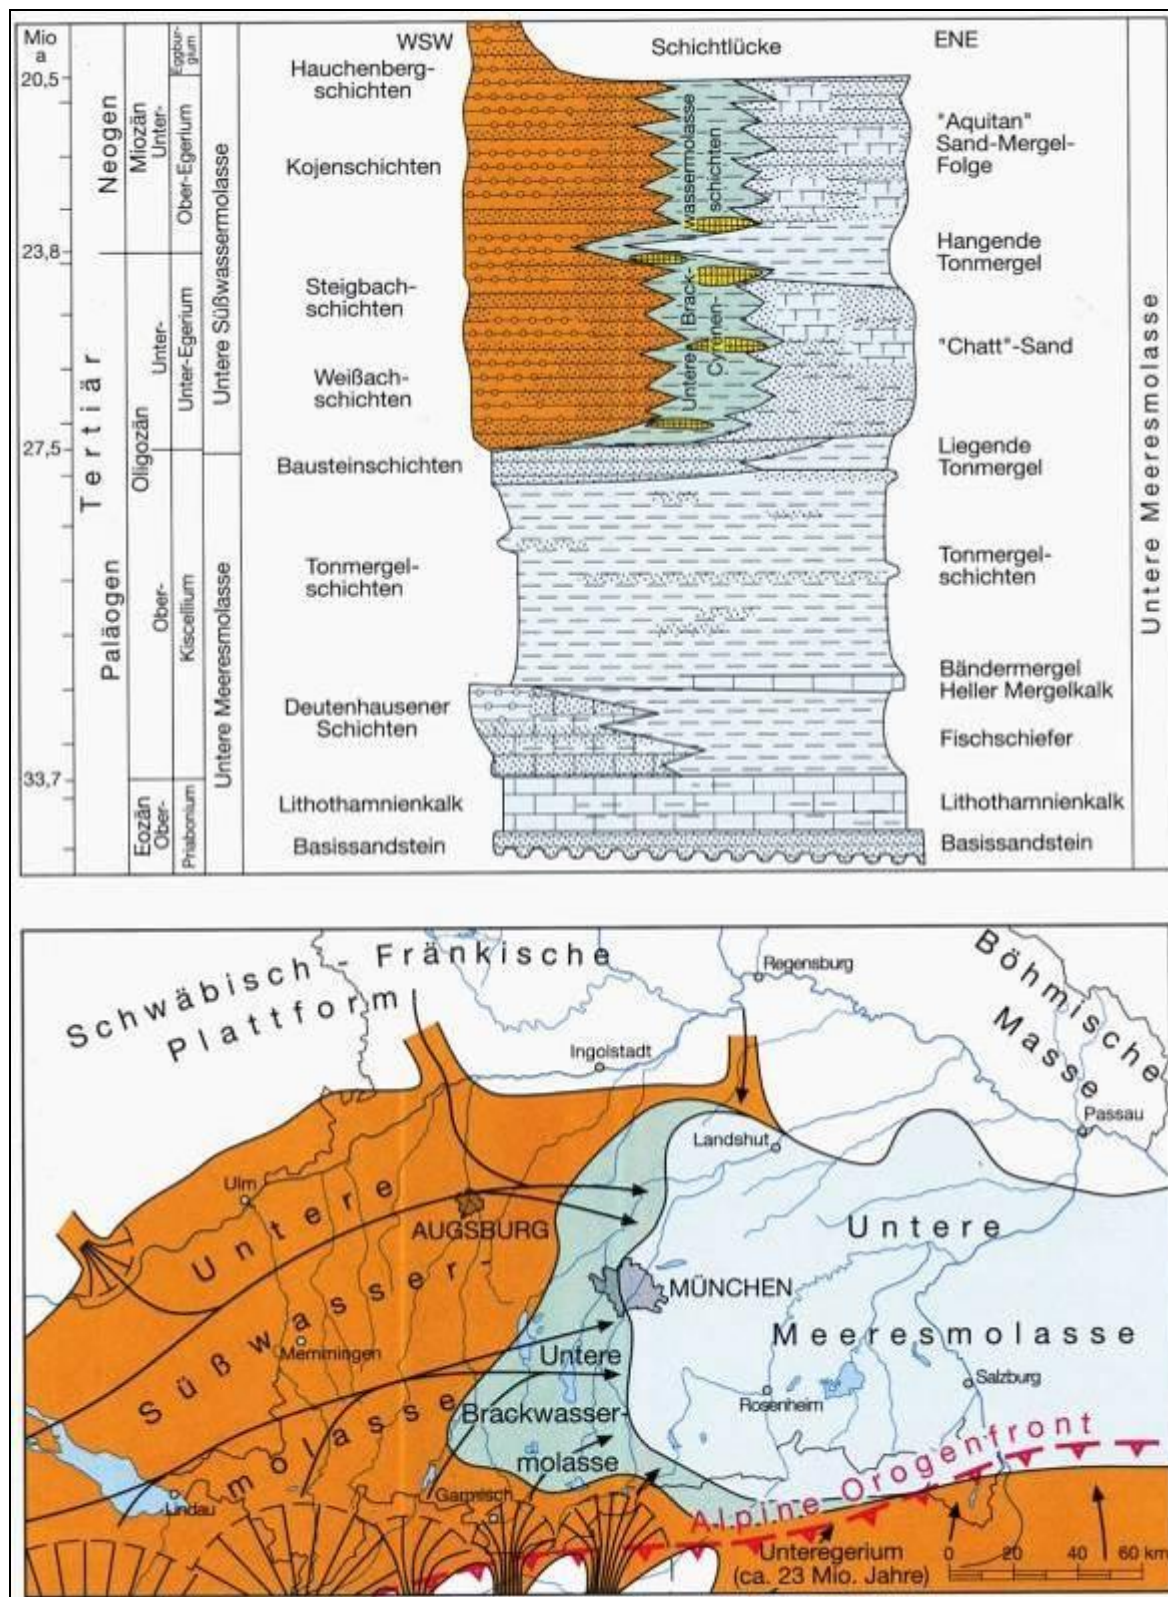 Mio
a
20,5
23,8
27,5
33,7
Tertiär
Neogen
Paläogen
Miozän
Unter-
Oligozän
Unter-
Ober-
Eozän
Ober-
Eggbur-
gium
Ober-Egerium
Unter-Egerium
Kiscellium
Priabonium
Untere Süßwassermolasse
Untere Meeresmolasse
WSW
Schichtlücke
ENE
Hauchenberg-
schichten
Kojenschichten
Steigbach-
schichten
Weißach-
schichten
Bausteinschichten
Tonmergel-
schichten
Deutenhausener
Schichten
Lithothamnienkalk
Basissandstein
Untere Brack-
wassermolasse
Cyrenen-
schichten
"Aquitan"
Sand-Mergel-
Folge
Hangende
Tonmergel
"Chatt"-Sand
Liegende
Tonmergel
Tonmergel-
schichten
Bändermergel
Heller Mergelkalk
Fischschiefer
Lithothamnienkalk
Basissandstein
Untere Meeresmolasse
Schwäbisch - Fränkische
Plattform
Böhmische
Masse
Regensburg
Ingolstadt
Passau
Landshut
Ulm
AUGSBURG
MÜNCHEN
Memmingen
Rosenheim
Salzburg
Lindau
Garmisch
Untere
Süßwasser-
molasse
Untere
Brackwasser-
molasse
Untere
Meeresmolasse
Alpine Orogenfront
Unteregerium
(ca. 23 Mio. Jahre)
0 20 40 60 km